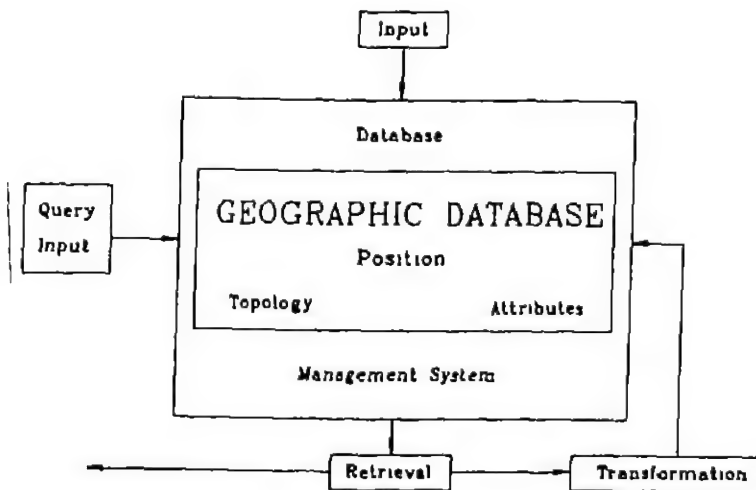 Input
Database
Query
Input
GEOGRAPHIC DATABASE
Position
Topology Attributes
Management System
Retrieval Transformation